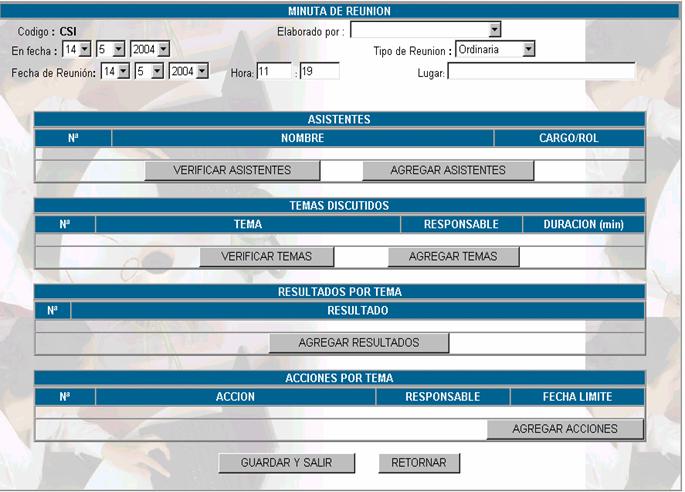 MINUTA DE REUNION
Codigo : CSI Elaborado por :
En fecha : 14 5 2004 Tipo de Reunion : Ordinaria
Fecha de Reunión: 14 5 2004 Hora: 11 : 19 Lugar:
ASISTENTES
Nª NOMBRE CARGO/ROL
VERIFICAR ASISTENTES AGREGAR ASISTENTES
TEMAS DISCUTIDOS
Nª TEMA RESPONSABLE DURACION (min)
VERIFICAR TEMAS AGREGAR TEMAS
RESULTADOS POR TEMA
Nª RESULTADO
AGREGAR RESULTADOS
ACCIONES POR TEMA
Nª ACCION RESPONSABLE FECHA LIMITE
AGREGAR ACCIONES
GUARDAR Y SALIR RETORNAR